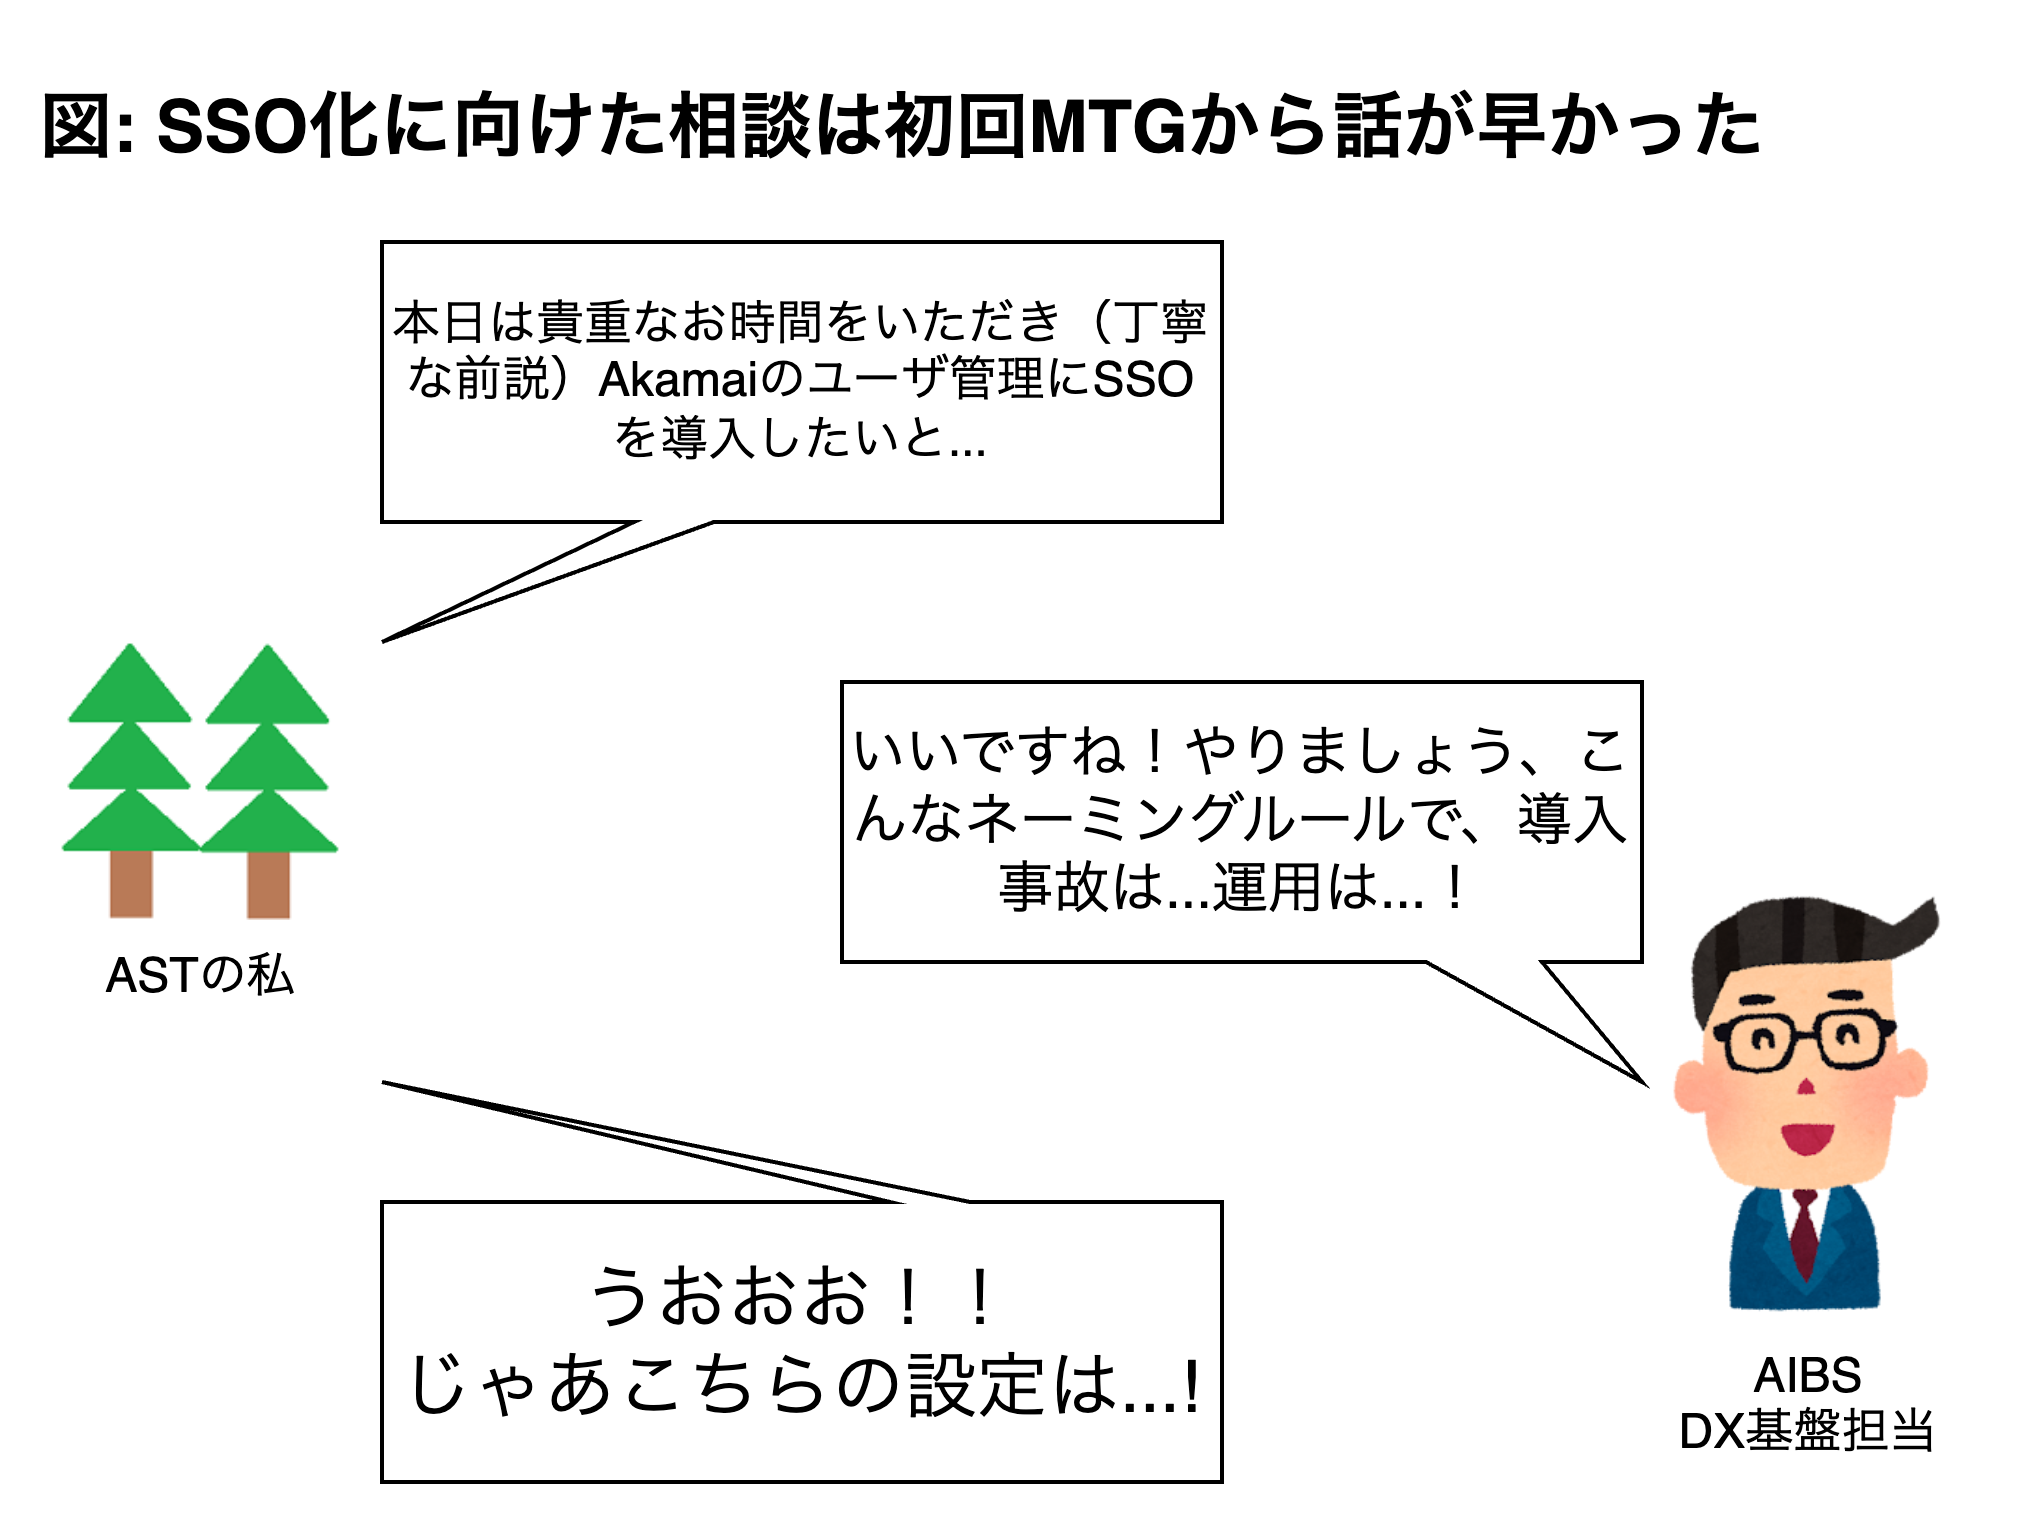 図: SSO化に向けた相談は初回MTGから話が早かった
本日は貴重なお時間をいただき（丁寧
な前説）Akamaiのユーザ管理にSSO
を導入したいと...
いいですね！やりましょう、こ
んなネーミングルールで、導入
事故は...運用は...！
ASTの私
うおおお！！
じゃあこちらの設定は...!
AIBS
DX基盤担当